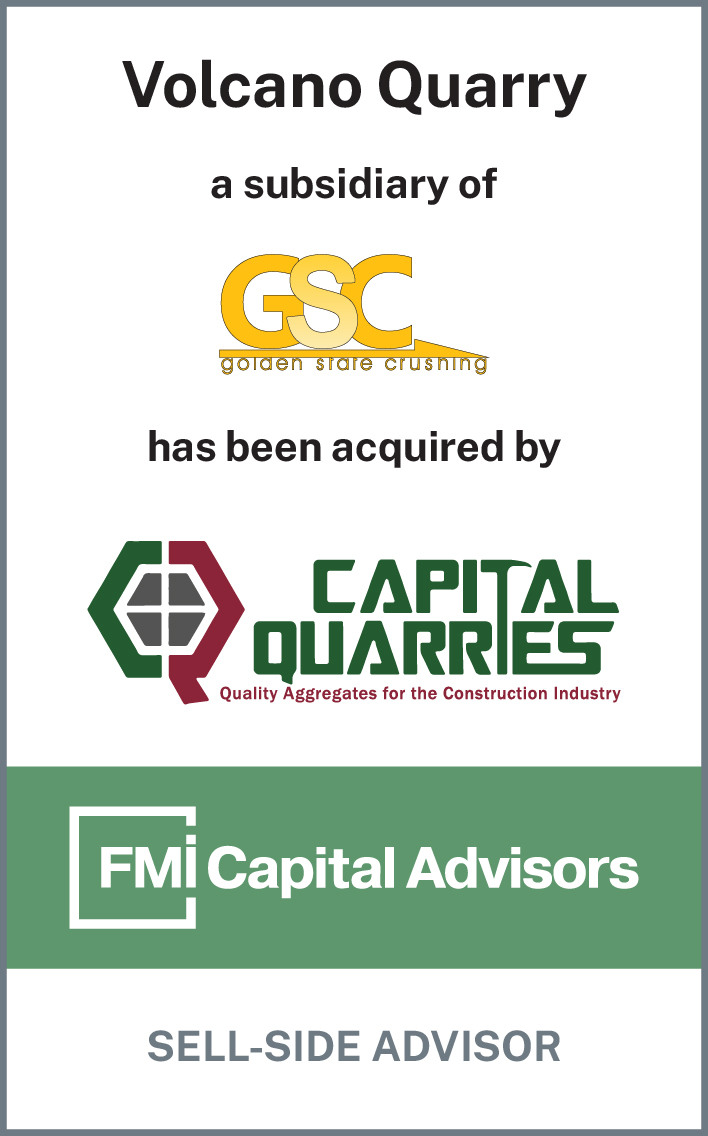 Volcano Quarry
a subsidiary of
GSC
golden state crushing
has been acquired by
CAPITAL
QUARRIES
Quality Aggregates for the Construction Industry
FMI Capital Advisors
SELL-SIDE ADVISOR